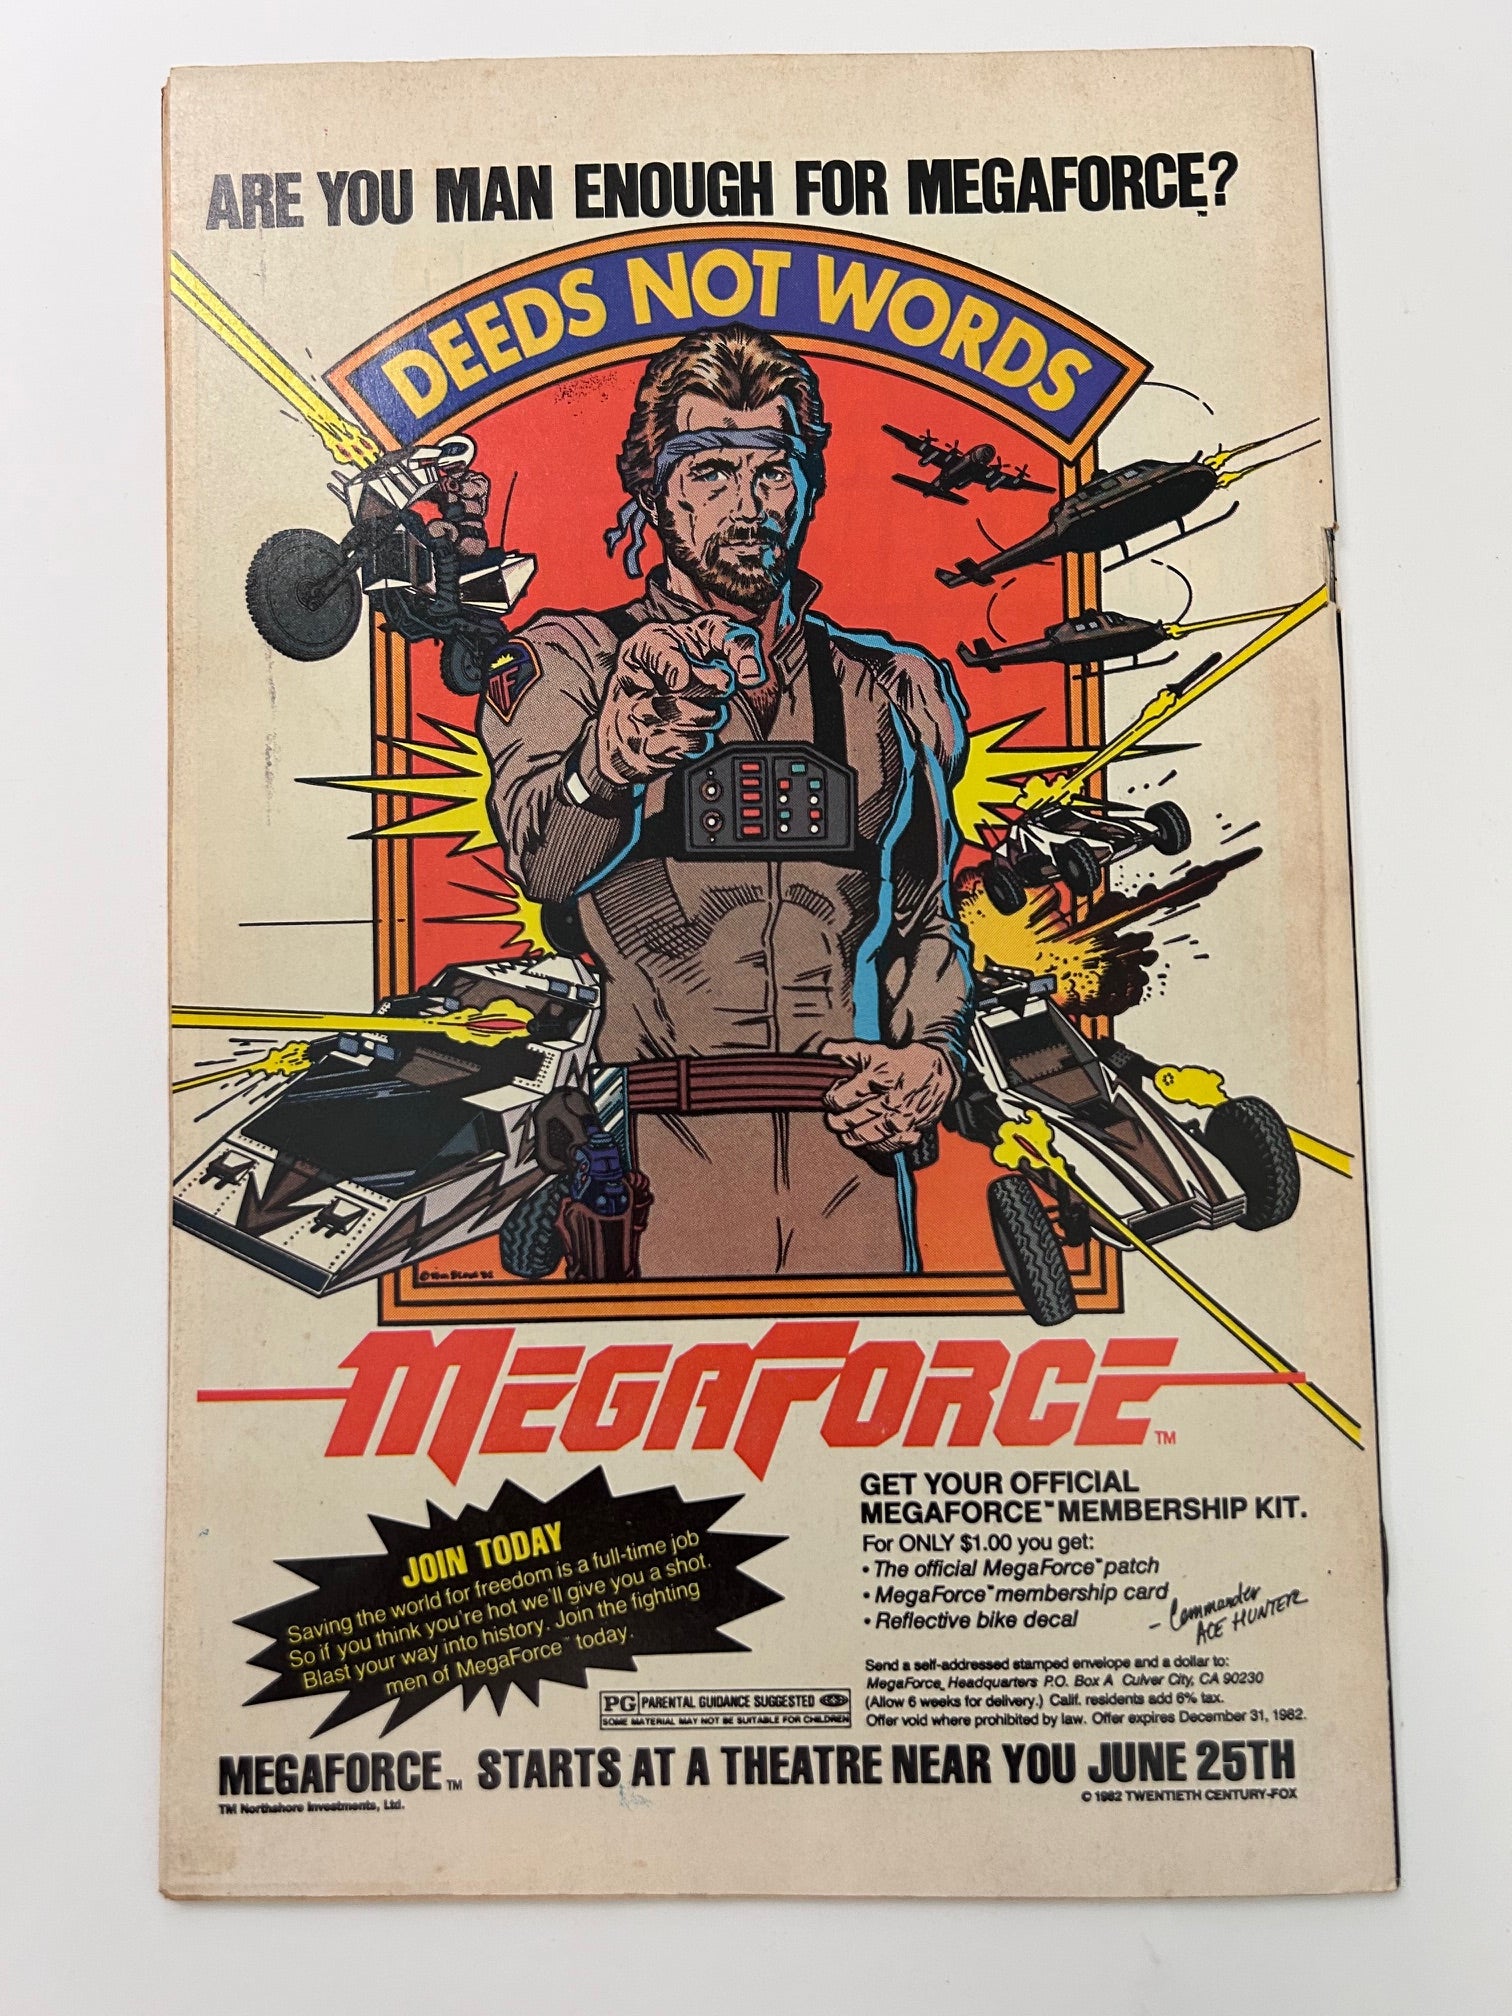 ARE YOU MAN ENOUGH FOR MEGAFORCE?™
DEEDS NOT WORDS
MF
MEGAFORCE™
JOIN TODAY
Saving the world for freedom is a full-time job
So if you think you're hot we'll give you a shot.
Blast your way into history. Join the fighting
men of MegaForce™ today.
GET YOUR OFFICIAL
MEGAFORCE™ MEMBERSHIP KIT.
For ONLY $1.00 you get:
• The official MegaForce™ patch
• MegaForce™ membership card
• Reflective bike decal
- Commander
ACE HUNTER
Send a self-addressed stamped envelope and a dollar to:
MegaForce Headquarters P.O. Box A Culver City, CA 90230
(Allow 6 weeks for delivery.) Calif. residents add 6% tax.
Offer void where prohibited by law. Offer expires December 31, 1982.
PG PARENTAL GUIDANCE SUGGESTED
SOME MATERIAL MAY NOT BE SUITABLE FOR CHILDREN
MEGAFORCE™ STARTS AT A THEATRE NEAR YOU JUNE 25TH
TM Northshore Investments, Ltd.
© 1982 TWENTIETH CENTURY-FOX